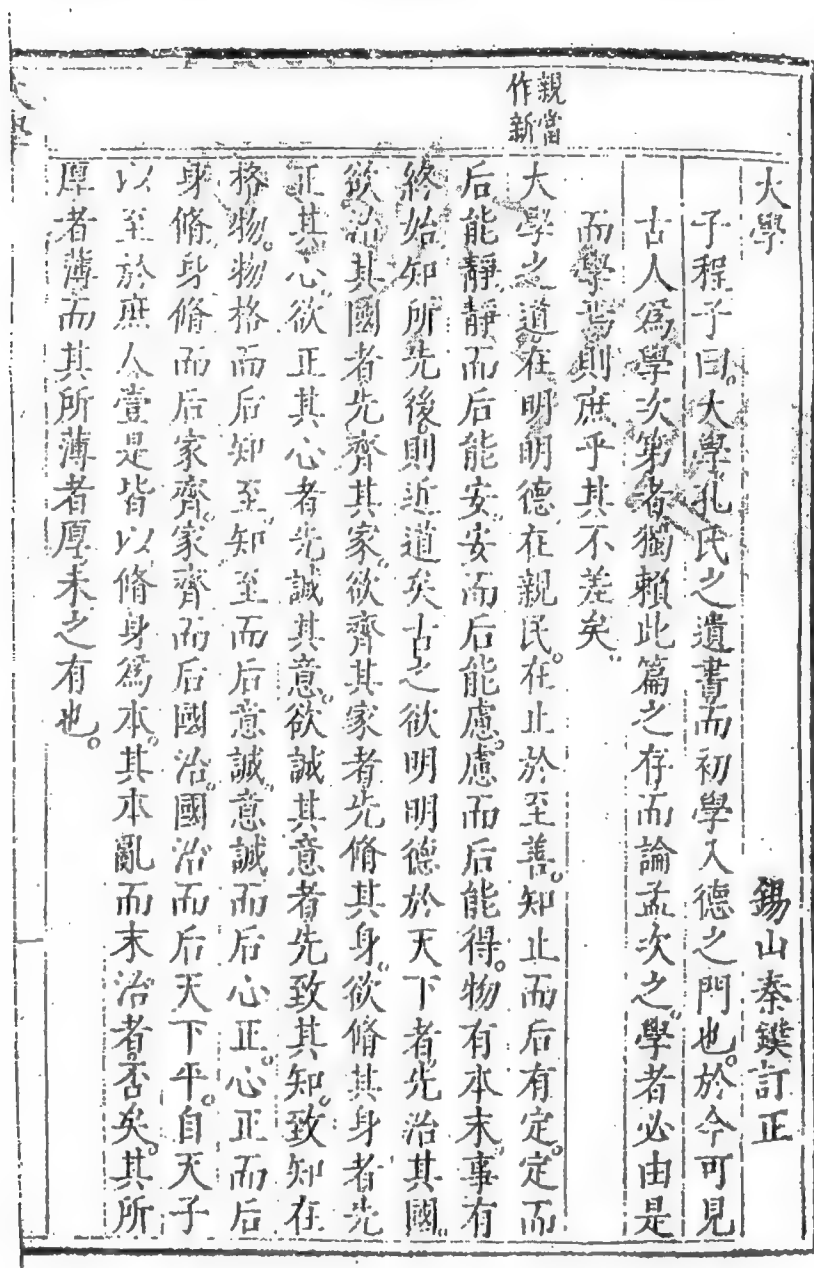 大學
錫山秦鏷訂正
子程子曰。大學孔氏之遺書而初學入德之門也。於今可見
古人爲學次第者獨賴此篇之存而論孟次之。學者必由是
而學焉則庶乎其不差矣。
親當
作新
大學之道在明明德。在親民。在止於至善。知止而后有定。定而
后能靜靜而后能安。安而后能慮。慮而后能得。物有本末。事有
終始。知所先後。則近道矣。古之欲明明德於天下者。先治其國。
欲治其國者先齊其家。欲齊其家者先脩其身。欲脩其身者先
正其心。欲正其心者先誠其意。欲誠其意者先致其知。致知在
格物。物格而后知至。知至而后意誠。意誠而后心正。心正而后
身脩。身脩而后家齊。家齊而后國治。國治而后天下平。自天子
以至於庶人壹是皆以脩身爲本。其本亂而末治者否矣。其所
厚者薄而其所薄者厚。未之有也。
大學